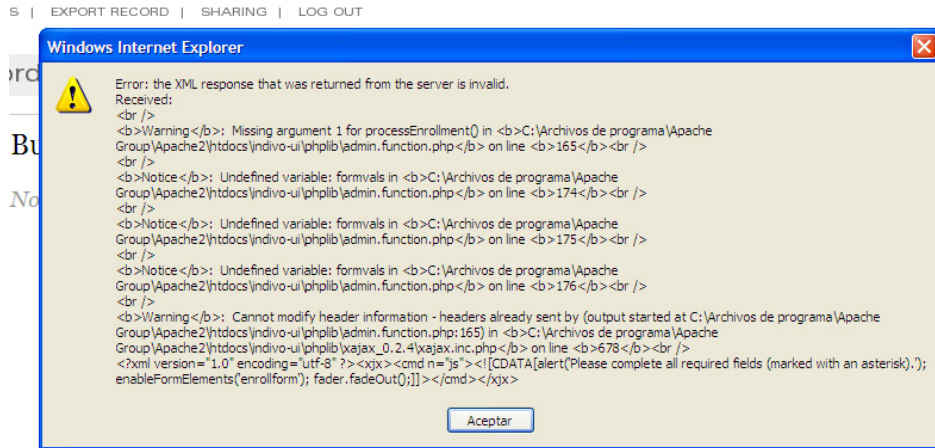 S | EXPORT RECORD | SHARING | LOG OUT
Windows Internet Explorer
ord
Error: the XML response that was returned from the server is invalid.
Received:
<br />
<b>Warning</b>: Missing argument 1 for processEnrollment() in <b>C:\Archivos de programa\Apache
Group\Apache2\htdocs\indivo-ui\phplib\admin.function.php</b> on line <b>165</b><br />
<br />
<b>Notice</b>: Undefined variable: formvals in <b>C:\Archivos de programa\Apache
Group\Apache2\htdocs\indivo-ui\phplib\admin.function.php</b> on line <b>174</b><br />
<br />
<b>Notice</b>: Undefined variable: formvals in <b>C:\Archivos de programa\Apache
Group\Apache2\htdocs\indivo-ui\phplib\admin.function.php</b> on line <b>175</b><br />
<br />
<b>Notice</b>: Undefined variable: formvals in <b>C:\Archivos de programa\Apache
Group\Apache2\htdocs\indivo-ui\phplib\admin.function.php</b> on line <b>176</b><br />
<br />
<b>Warning</b>: Cannot modify header information - headers already sent by (output started at C:\Archivos de programa\Apache
Group\Apache2\htdocs\indivo-ui\phplib\admin.function.php:165) in <b>C:\Archivos de programa\Apache
Group\Apache2\htdocs\indivo-ui\phplib\xajax_0.2.4\xajax.inc.php</b> on line <b>678</b><br />
<?xml version="1.0" encoding="utf-8" ?><xjx><cmd n="js"><![CDATA[alert('Please complete all required fields (marked with an asterisk).');
enableFormElements('enrollform'); fader.fadeOut();]]></cmd></xjx>
Bu
No
Aceptar